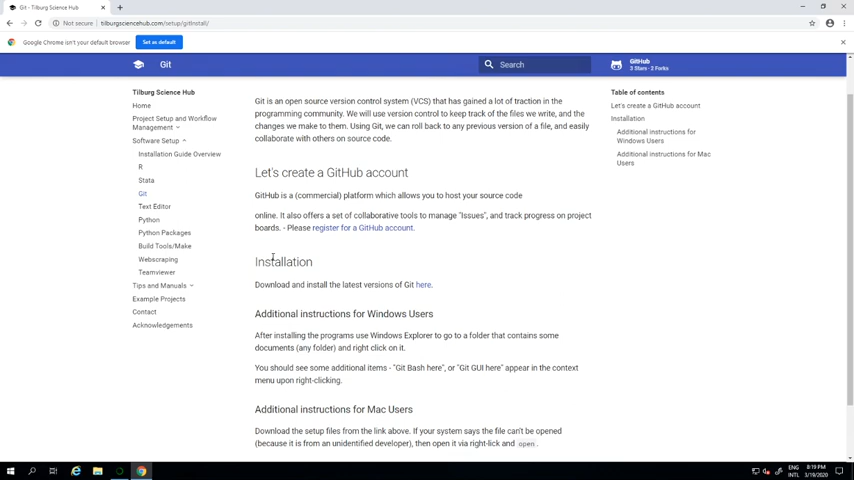 Git - Tilburg Science Hub
Not secure
tilburgsciencehub.com/setup/gitInstall/
Google Chrome isn't your default browser
Set as default
Git
Search
GitHub
3 Stars · 2 Forks
Tilburg Science Hub
Home
Project Setup and Workflow
Management
Software Setup
Installation Guide Overview
R
Stata
Git
Text Editor
Python
Python Packages
Build Tools/Make
Webscraping
Teamviewer
Tips and Manuals
Example Projects
Contact
Acknowledgements
Git is an open source version control system (VCS) that has gained a lot of traction in the
programming community. We will use version control to keep track of the files we write, and the
changes we make to them. Using Git, we can roll back to any previous version of a file, and easily
collaborate with others on source code.
Let's create a GitHub account
GitHub is a (commercial) platform which allows you to host your source code
online. It also offers a set of collaborative tools to manage "Issues", and track progress on project
boards. - Please register for a GitHub account.
Installation
Download and install the latest versions of Git here.
Additional instructions for Windows Users
After installing the programs use Windows Explorer to go to a folder that contains some
documents (any folder) and right click on it.
You should see some additional items - "Git Bash here", or "Git GUI here" appear in the context
menu upon right-clicking.
Additional instructions for Mac Users
Download the setup files from the link above. If your system says the file can't be opened
(because it is from an unidentified developer), then open it via right-lick and open.
Table of contents
Let's create a GitHub account
Installation
Additional instructions for
Windows Users
Additional instructions for Mac
Users
ENG
INTL
8:19 PM
3/19/2020